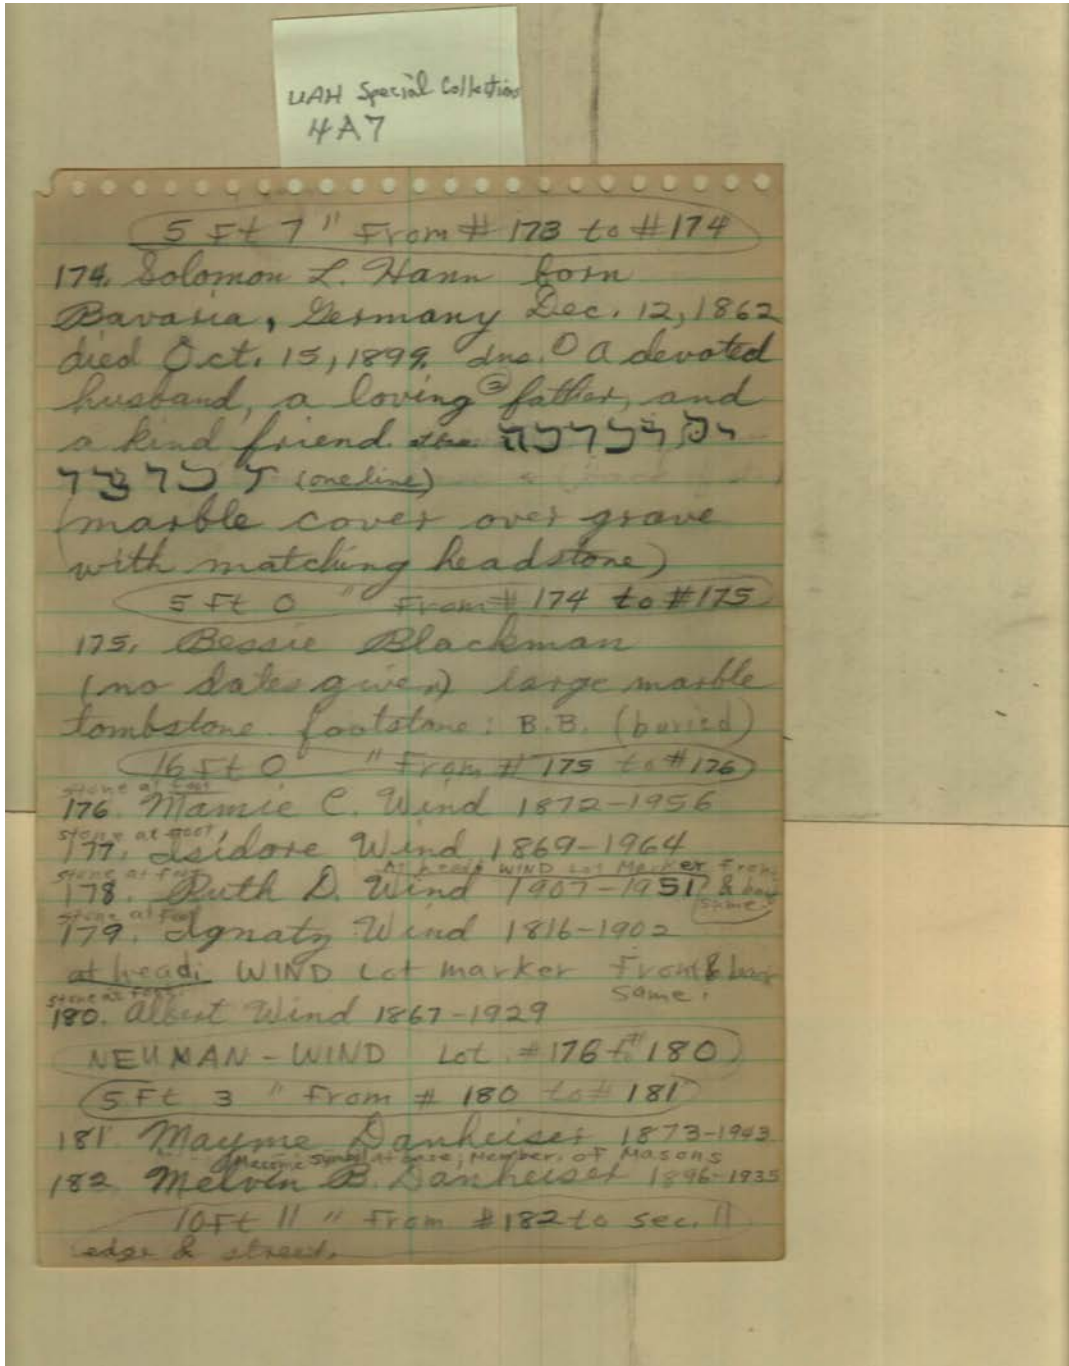 UAH Special Collections
4A7
5 Ft 7 " From # 173 to # 174
174. Solomon L. Hann born
Bavaria, Germany Dec. 12, 1862
died Oct. 15, 1899. Ins. ① A devoted
husband, a loving ② father, and
a kind friend.
(one line)
(marble cover over grave
with matching headstone)
5 Ft 0 " From # 174 to #175
175. Bessie Blackman
(no dates given) large marble
tombstone footstone: B.B. (buried)
16 Ft 0 " From # 175 to #176
stone at foot
176. Mamie C. Wind 1872-1956
stone at foot
177. Isidore Wind 1869-1964
stone at foot At head WIND Lot Marker Front
178. Ruth D. Wind 1907-1951 & back
same.
stone at foot
179. Ignatz Wind 1816-1902
at head: WIND Lot marker Front & back
same.
stone at foot
180. Albert Wind 1867-1929
NEUMAN - WIND Lot #176 to #180
5 Ft 3 " From # 180 to # 181
181. Mayme Danheiser 1873-1943
Masonic Symbol at base; Member of Masons
182. Melvin B. Danheiser 1896-1935
10 Ft 11 " From #182 to sec. 11
edge & street.